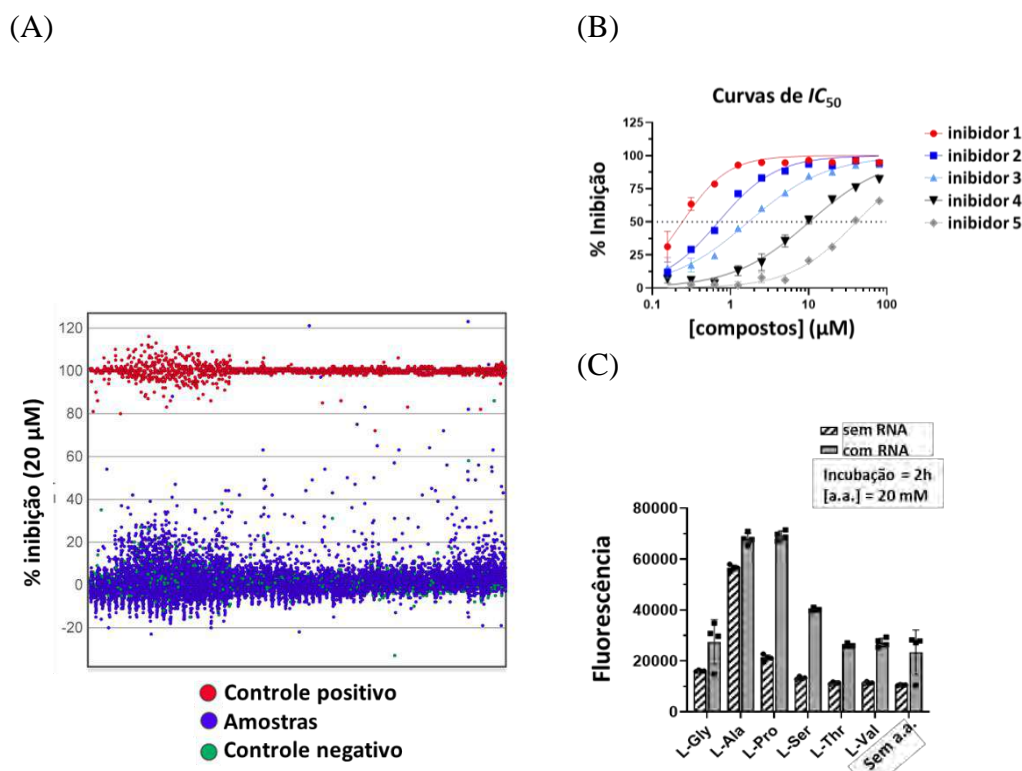 (A)
(B)
Curvas de IC50
125
100
75
50
25
0
% Inibição
0.1
1
10
100
[compostos] (µM)
inibidor 1
inibidor 2
inibidor 3
inibidor 4
inibidor 5
120
100
80
60
40
20
0
-20
% inibição (20 µM)
Controle positivo
Amostras
Controle negativo
(C)
sem RNA
com RNA
Incubação = 2h
[a.a.] = 20 mM
80000
60000
40000
20000
0
Fluorescência
L-Gly
L-Ala
L-Pro
L-Ser
L-Thr
L-Val
Sem a.a.